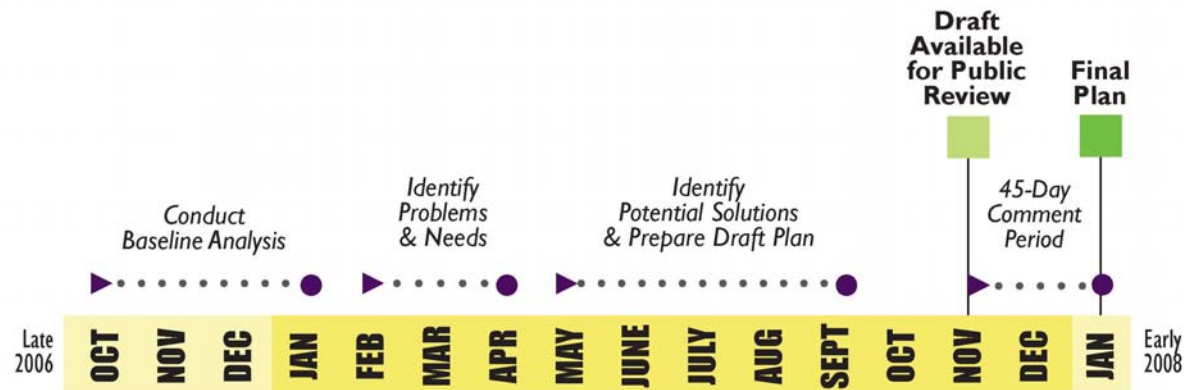 Draft
Available
for Public
Review
Final
Plan
Conduct
Baseline Analysis
Identify
Problems
& Needs
Identify
Potential Solutions
& Prepare Draft Plan
45-Day
Comment
Period
Late
2006
OCT NOV DEC JAN FEB MAR APR MAY JUNE JULY AUG SEPT OCT NOV DEC JAN
Early
2008